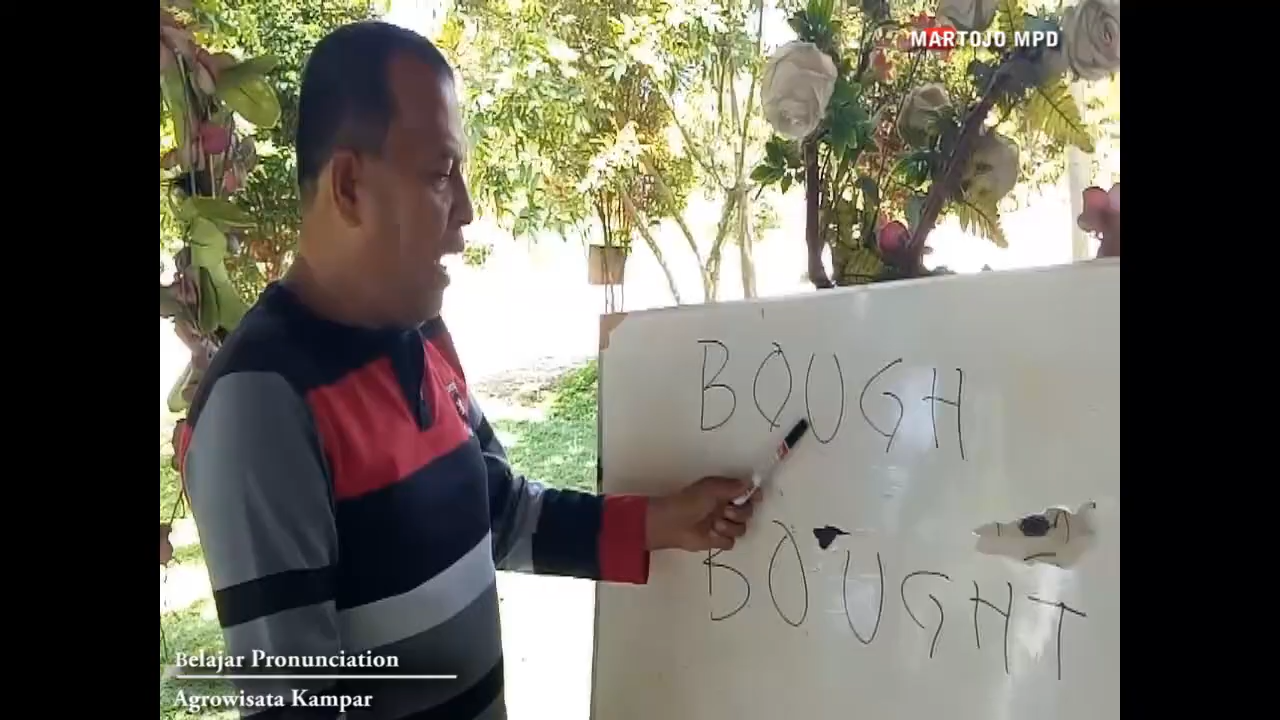 MARTOJO MPD
BOUGH
BOUGHT
Belajar Pronunciation
Agrowisata Kampar